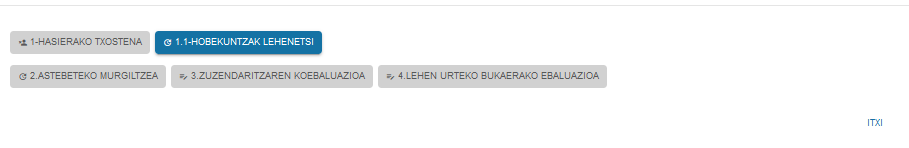 1-HASIERAKO TXOSTENA 1.1-HOBEKUNTZAK LEHENETSI
2.ASTEBETEKO MURGILTZEA 3.ZUZENDARITZAREN KOEBALUAZIOA 4.LEHEN URTEKO BUKAERAKO EBALUAZIOA
ITXI